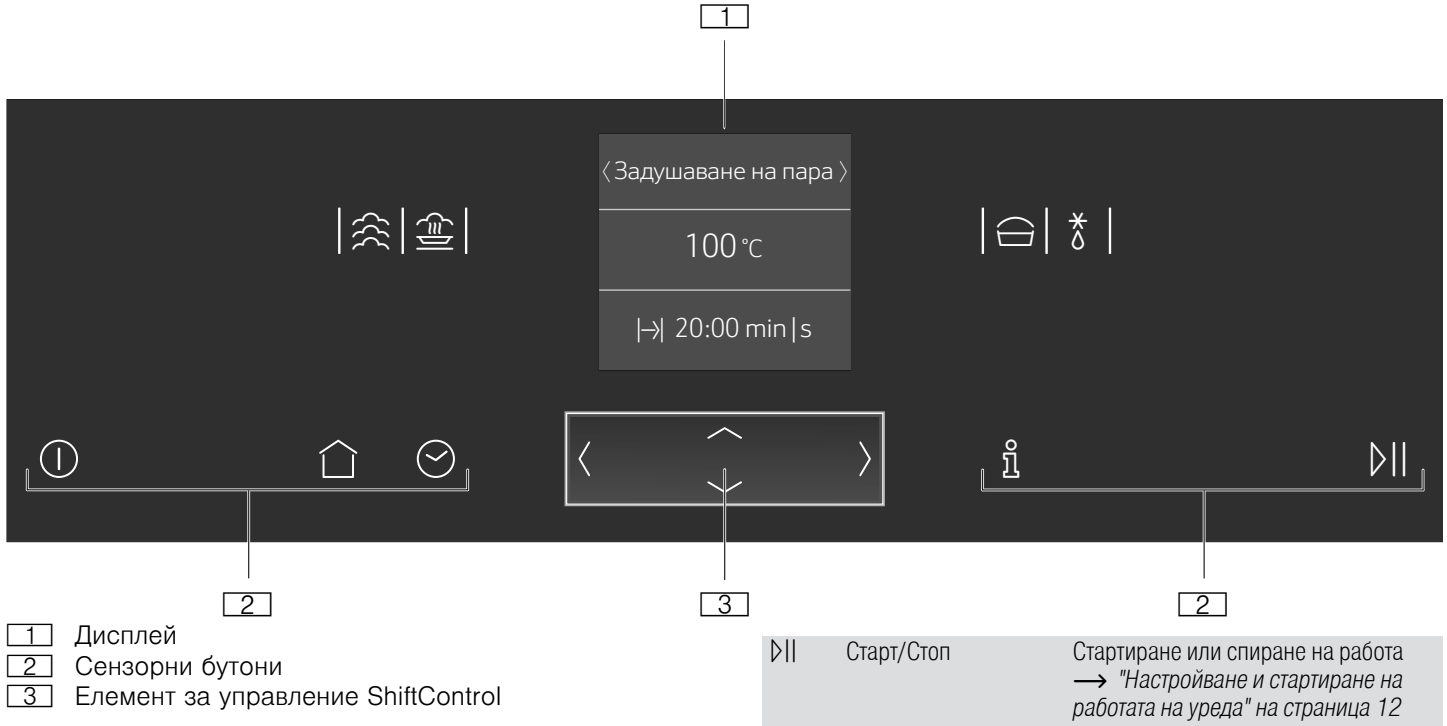 1
〈Задушаване на пара〉
100 °C
|→| 20:00 min|s
2
3
2
1 Дисплей
2 Сензорни бутони
3 Елемент за управление ShiftControl
Старт/Стоп Стартиране или спиране на работа
→ "Настройване и стартиране на
работата на уреда" на страница 12